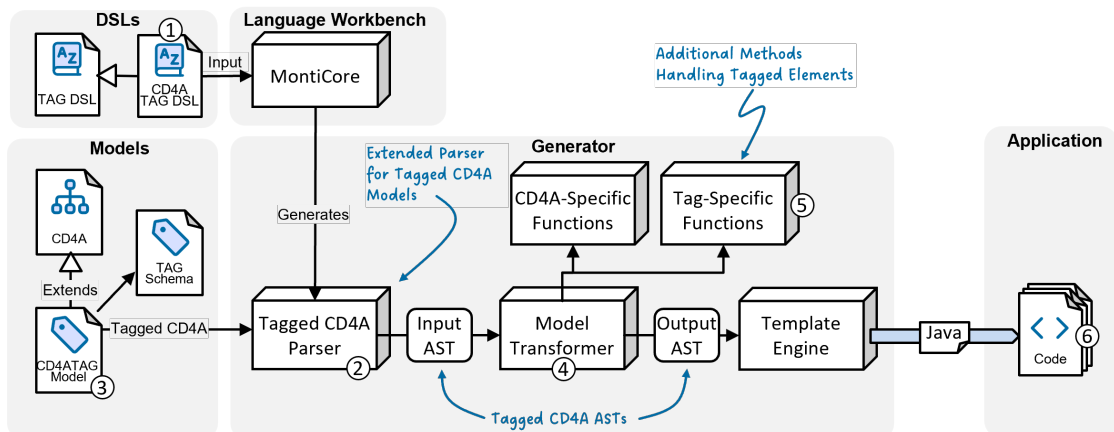 DSLs
Language Workbench
1
TAG DSL
CD4A
TAG DSL
Input
MontiCore
Additional Methods
Handling Tagged Elements
Models
Generator
Application
Extended Parser
for Tagged CD4A
Models
CD4A
CD4A-Specific
Functions
Tag-Specific
Functions
5
Generates
TAG
Schema
Extends
Tagged CD4A
CD4ATAG
Model
3
Tagged CD4A
Parser
2
Input
AST
Model
Transformer
4
Output
AST
Template
Engine
Java
Code
6
Tagged CD4A ASTs